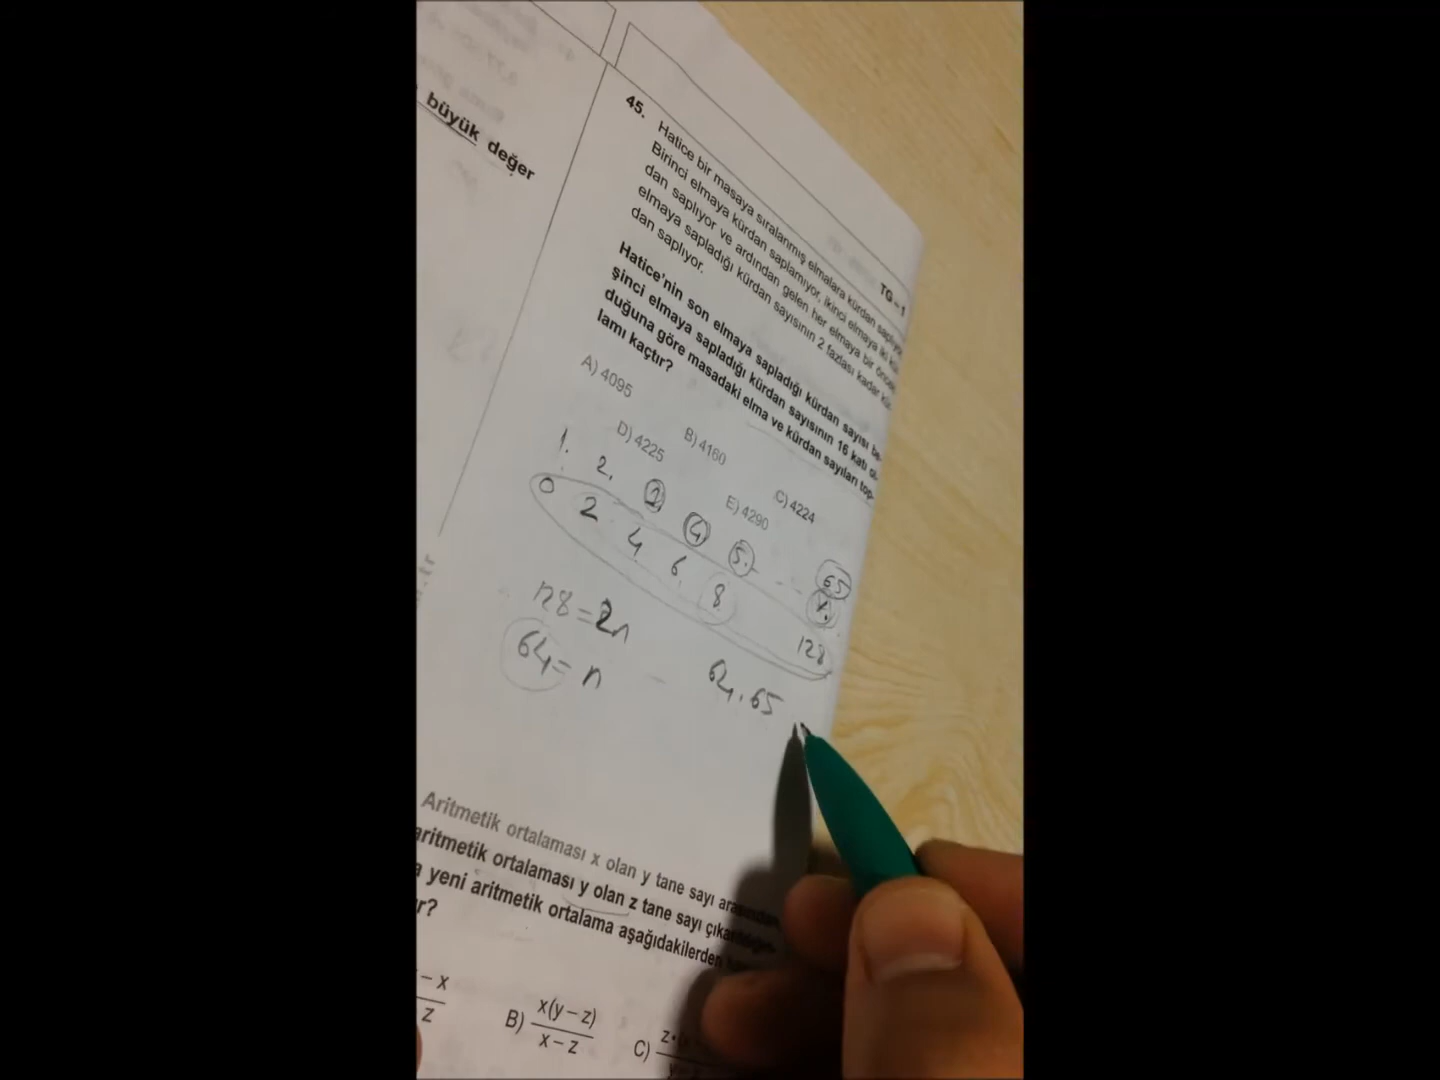 büyük değer
TG – 1
45. Hatice bir masaya sıralanmış elmalara kürdan saplıyor.
Birinci elmaya kürdan saplamıyor, ikinci elmaya iki kür-
dan saplıyor ve ardından gelen her elmaya bir önceki
elmaya sapladığı kürdan sayısının 2 fazlası kadar kür-
dan saplıyor.
Hatice'nin son elmaya sapladığı kürdan sayısı be-
şinci elmaya sapladığı kürdan sayısının 16 katı ol-
duğuna göre masadaki elma ve kürdan sayıları top-
lamı kaçtır?
A) 4095
B) 4160
C) 4224
D) 4225
E) 4290
1. 2. 3 4 5. 65
0 2 4 6 8 128
128 = 2n
64 = n
64 . 65
Aritmetik ortalaması x olan y tane sayı arasından
aritmetik ortalaması y olan z tane sayı
yeni aritmetik ortalama aşağıdakilerden
– x
z
B) x(y – z)
x – z
C)